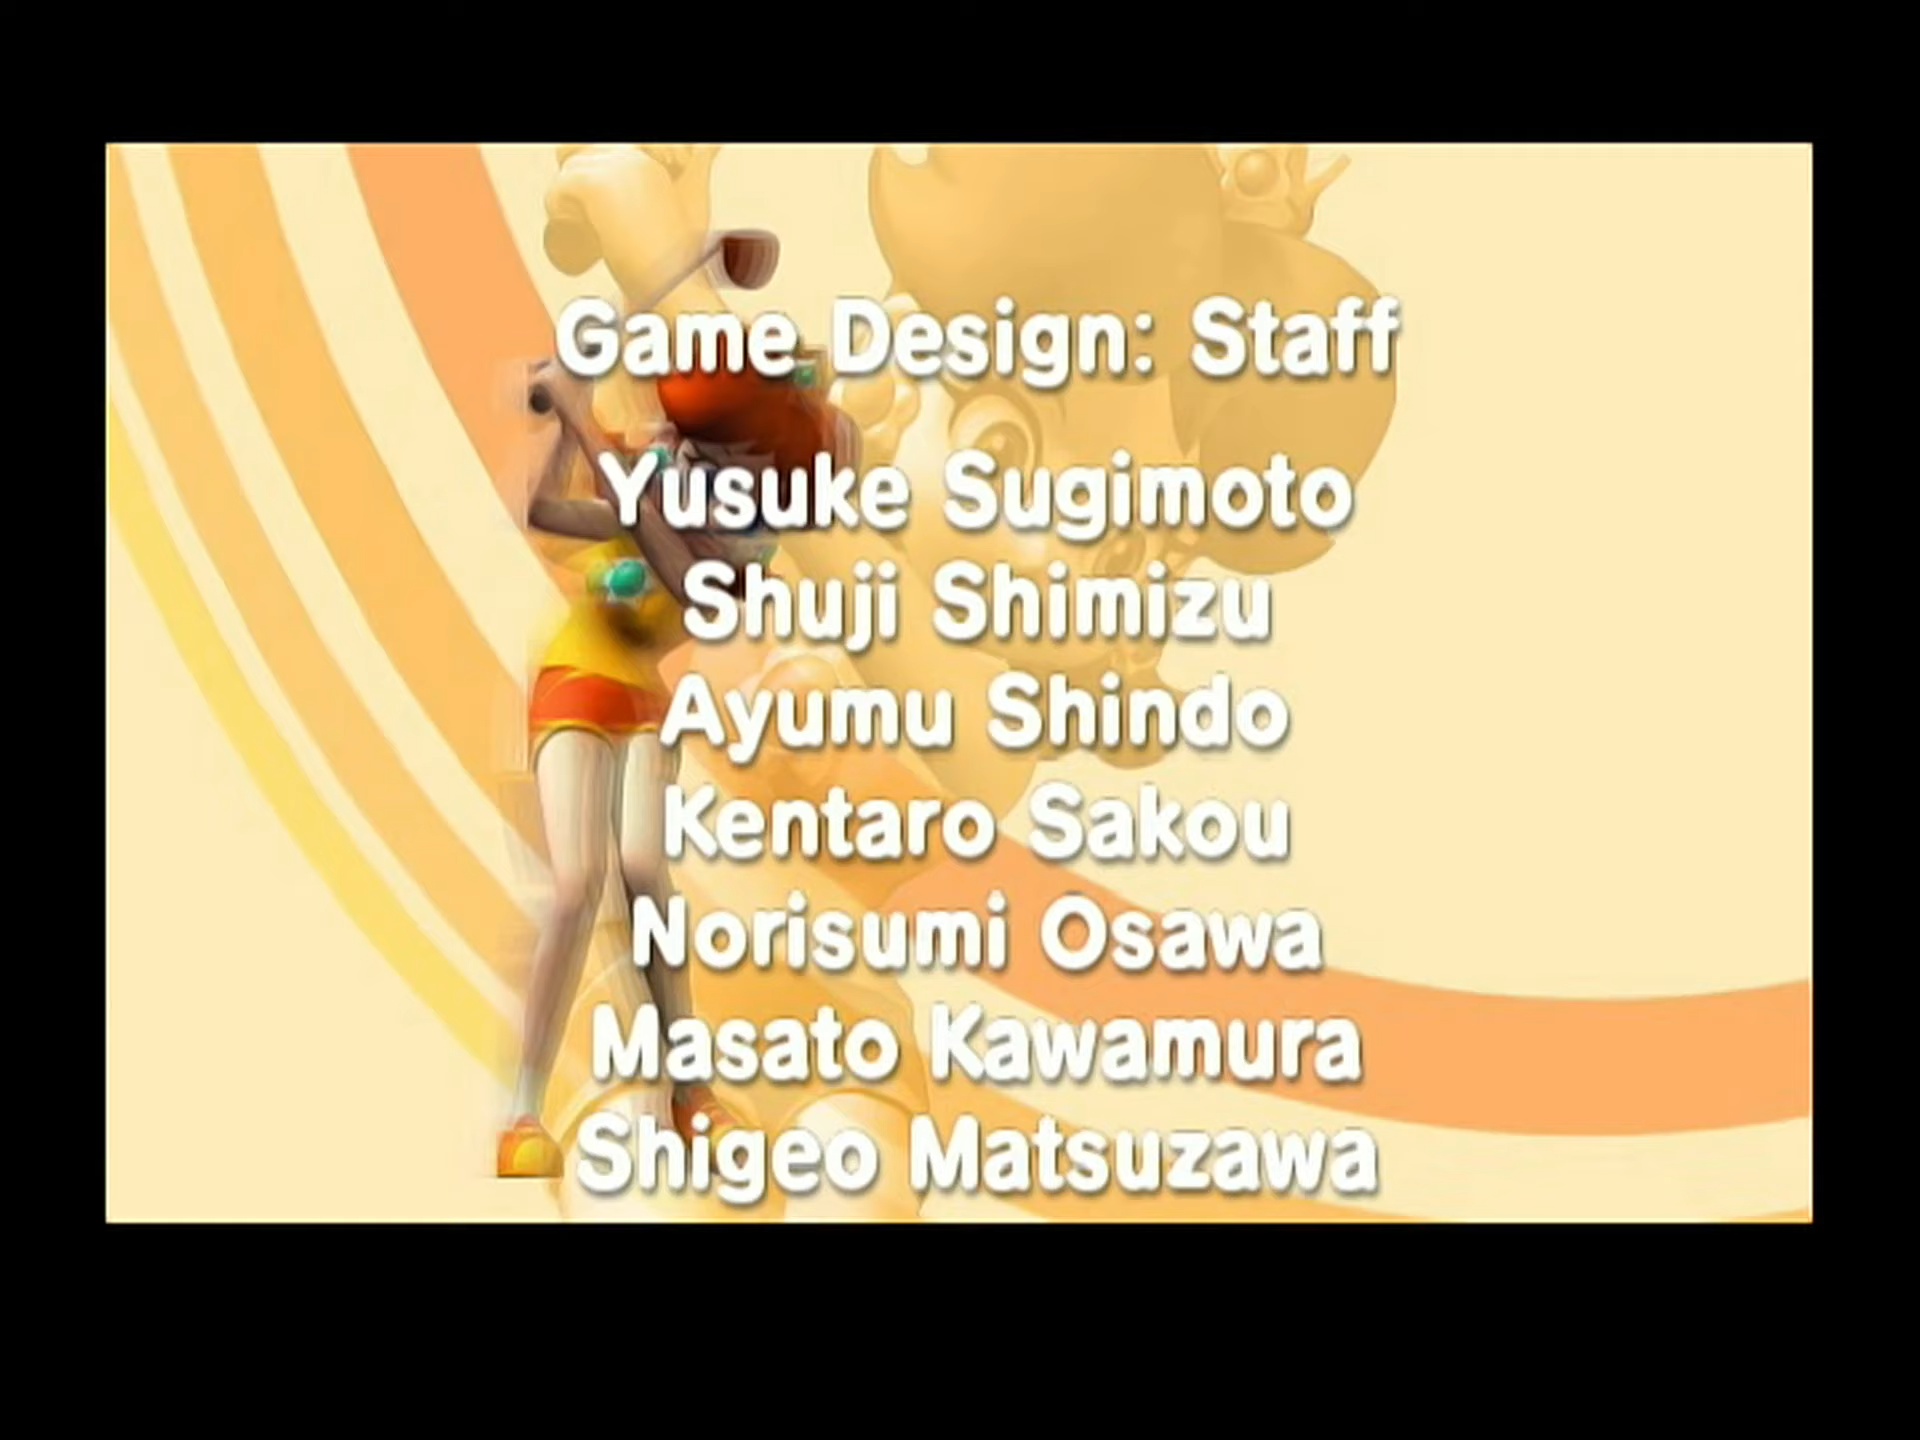 Game Design: Staff
Yusuke Sugimoto
Shuji Shimizu
Ayumu Shindo
Kentaro Sakou
Norisumi Osawa
Masato Kawamura
Shigeo Matsuzawa